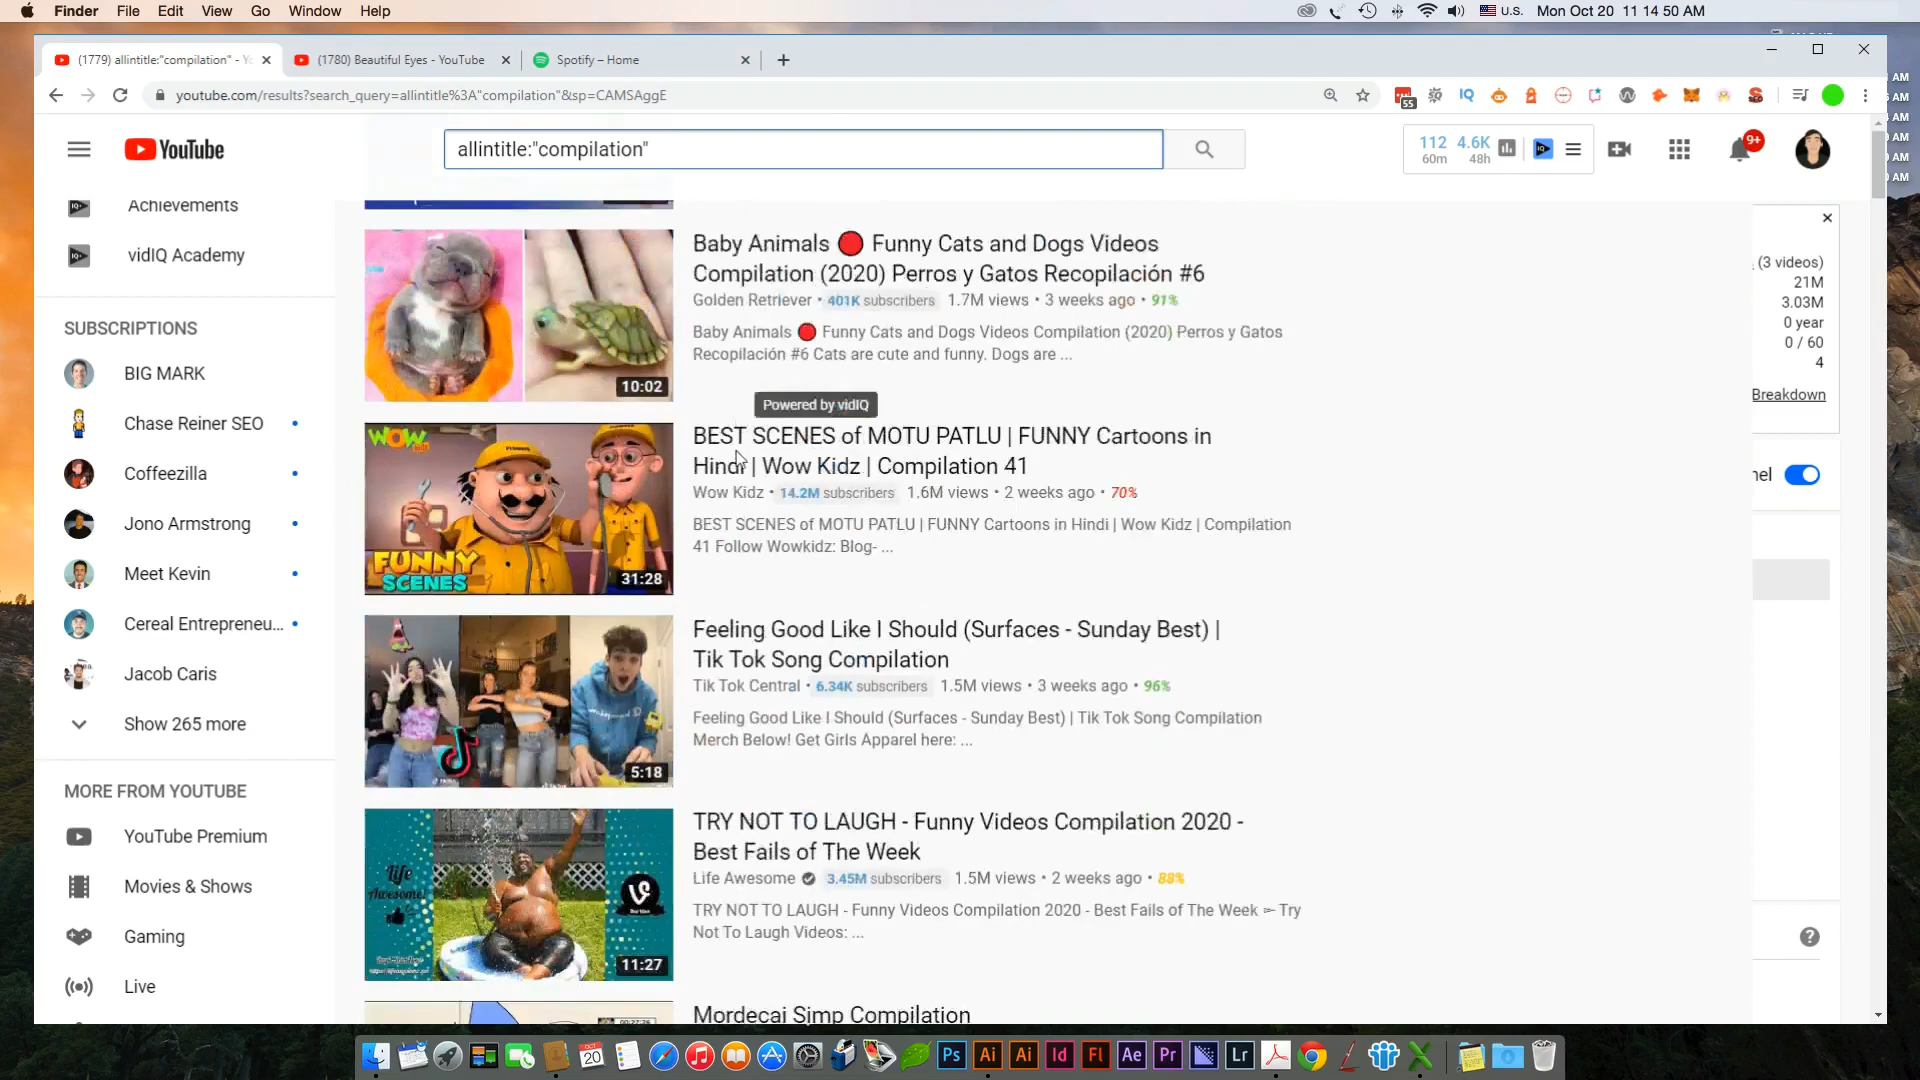 Finder File Edit View Go Window Help
U.S. Mon Oct 20 11 14 50 AM
(1779) allintitle:"compilation" - Y
(1780) Beautiful Eyes - YouTube
Spotify – Home
youtube.com/results?search_query=allintitle%3A"compilation"&sp=CAMSAggE
55
IQ
AM
YouTube
allintitle:"compilation"
112 4.6K
60m 48h
9+
Achievements
vidIQ Academy
SUBSCRIPTIONS
BIG MARK
Chase Reiner SEO
Coffeezilla
Jono Armstrong
Meet Kevin
Cereal Entrepreneu...
Jacob Caris
Show 265 more
MORE FROM YOUTUBE
YouTube Premium
Movies & Shows
Gaming
Live
Baby Animals 🔴 Funny Cats and Dogs Videos
Compilation (2020) Perros y Gatos Recopilación #6
Golden Retriever • 401K subscribers 1.7M views • 3 weeks ago • 91%
Baby Animals 🔴 Funny Cats and Dogs Videos Compilation (2020) Perros y Gatos
Recopilación #6 Cats are cute and funny. Dogs are ...
10:02
Powered by vidIQ
BEST SCENES of MOTU PATLU | FUNNY Cartoons in
Hindi | Wow Kidz | Compilation 41
Wow Kidz • 14.2M subscribers 1.6M views • 2 weeks ago • 70%
BEST SCENES of MOTU PATLU | FUNNY Cartoons in Hindi | Wow Kidz | Compilation
41 Follow Wowkidz: Blog- ...
WOW
FUNNY
SCENES
31:28
Feeling Good Like I Should (Surfaces - Sunday Best) |
Tik Tok Song Compilation
Tik Tok Central • 6.34K subscribers 1.5M views • 3 weeks ago • 96%
Feeling Good Like I Should (Surfaces - Sunday Best) | Tik Tok Song Compilation
Merch Below! Get Girls Apparel here: ...
5:18
TRY NOT TO LAUGH - Funny Videos Compilation 2020 -
Best Fails of The Week
Life Awesome 3.45M subscribers 1.5M views • 2 weeks ago • 88%
TRY NOT TO LAUGH - Funny Videos Compilation 2020 - Best Fails of The Week ➛ Try
Not To Laugh Videos: ...
Life
Awesome
11:27
Mordecai Simp Compilation
(3 videos)
21M
3.03M
0 year
0 / 60
4
Breakdown
nel
OCT
20
Ps Ai Ai Id Fl Ae Pr Lr